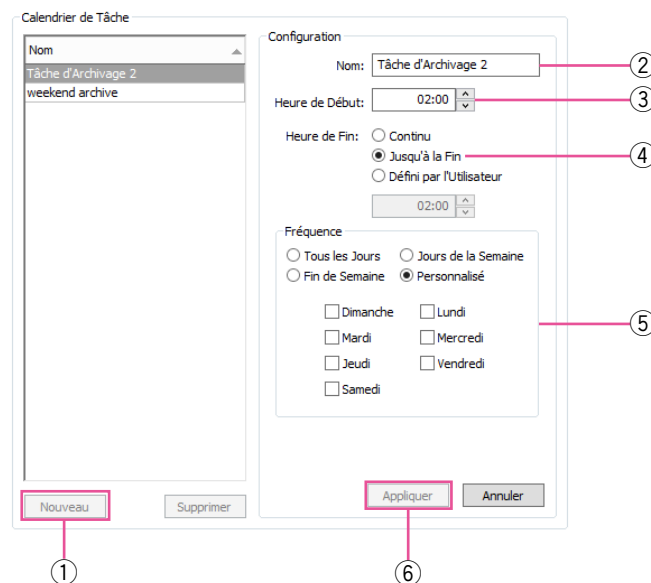 Calendrier de Tâche
Nom
Tâche d'Archivage 2
weekend archive
Nouveau
Supprimer
Configuration
Nom: Tâche d'Archivage 2
Heure de Début: 02:00
Heure de Fin: Continu
Jusqu'à la Fin
Défini par l'Utilisateur
02:00
Fréquence
Tous les Jours Jours de la Semaine
Fin de Semaine Personnalisé
Dimanche Lundi
Mardi Mercredi
Jeudi Vendredi
Samedi
Appliquer Annuler
2
3
4
5
1
6